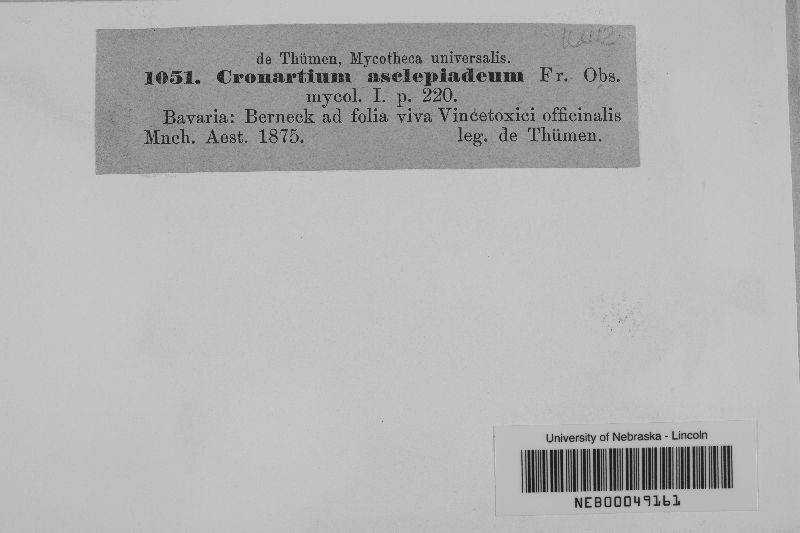 de Thümen, Mycotheca universalis.
1051. Cronartium asclepiadeum Fr. Obs.
mycol. I. p. 220.
Bavaria: Berneck ad folia viva Vincetoxici officinalis
Mnch. Aest. 1875. leg. de Thümen.
University of Nebraska - Lincoln
NEB00049161